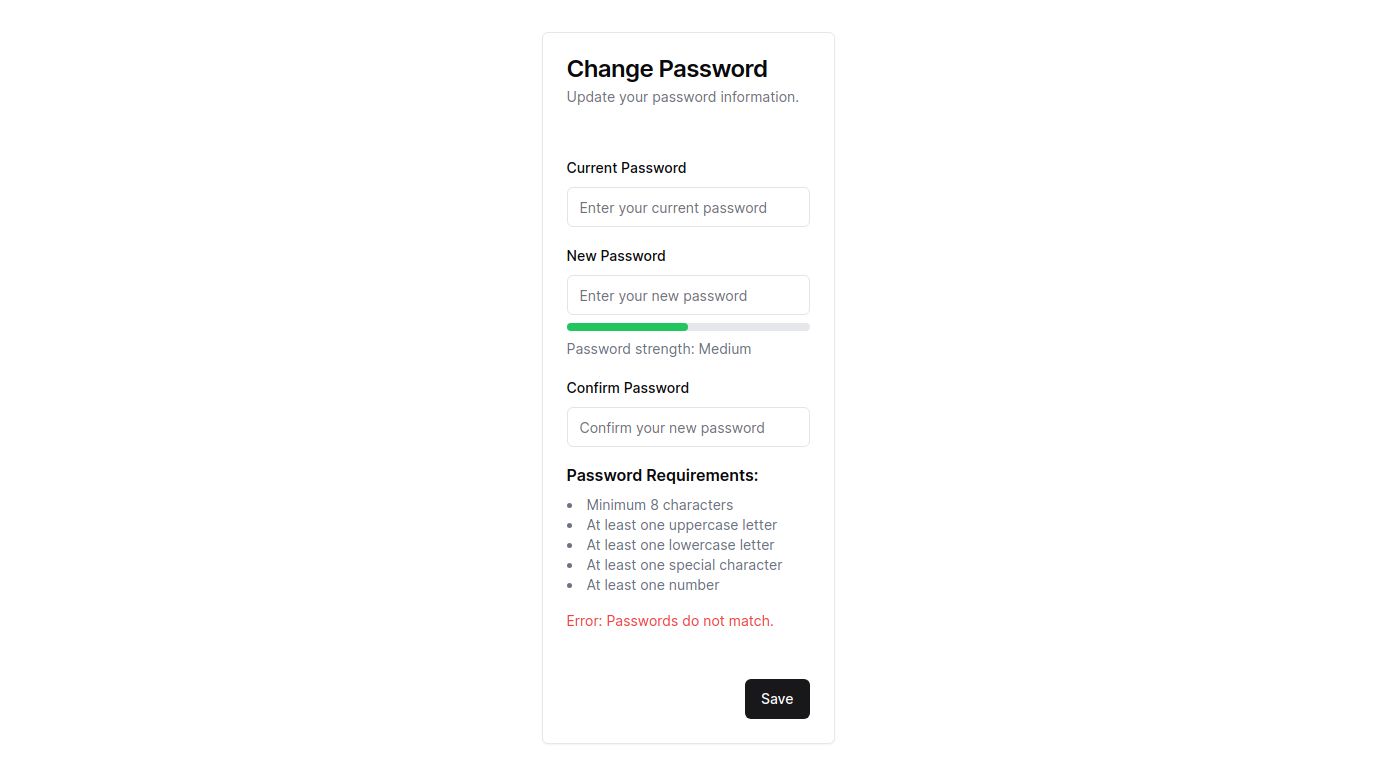 Change Password
Update your password information.
Current Password
Enter your current password
New Password
Enter your new password
Password strength: Medium
Confirm Password
Confirm your new password
Password Requirements:
Minimum 8 characters
At least one uppercase letter
At least one lowercase letter
At least one special character
At least one number
Error: Passwords do not match.
Save